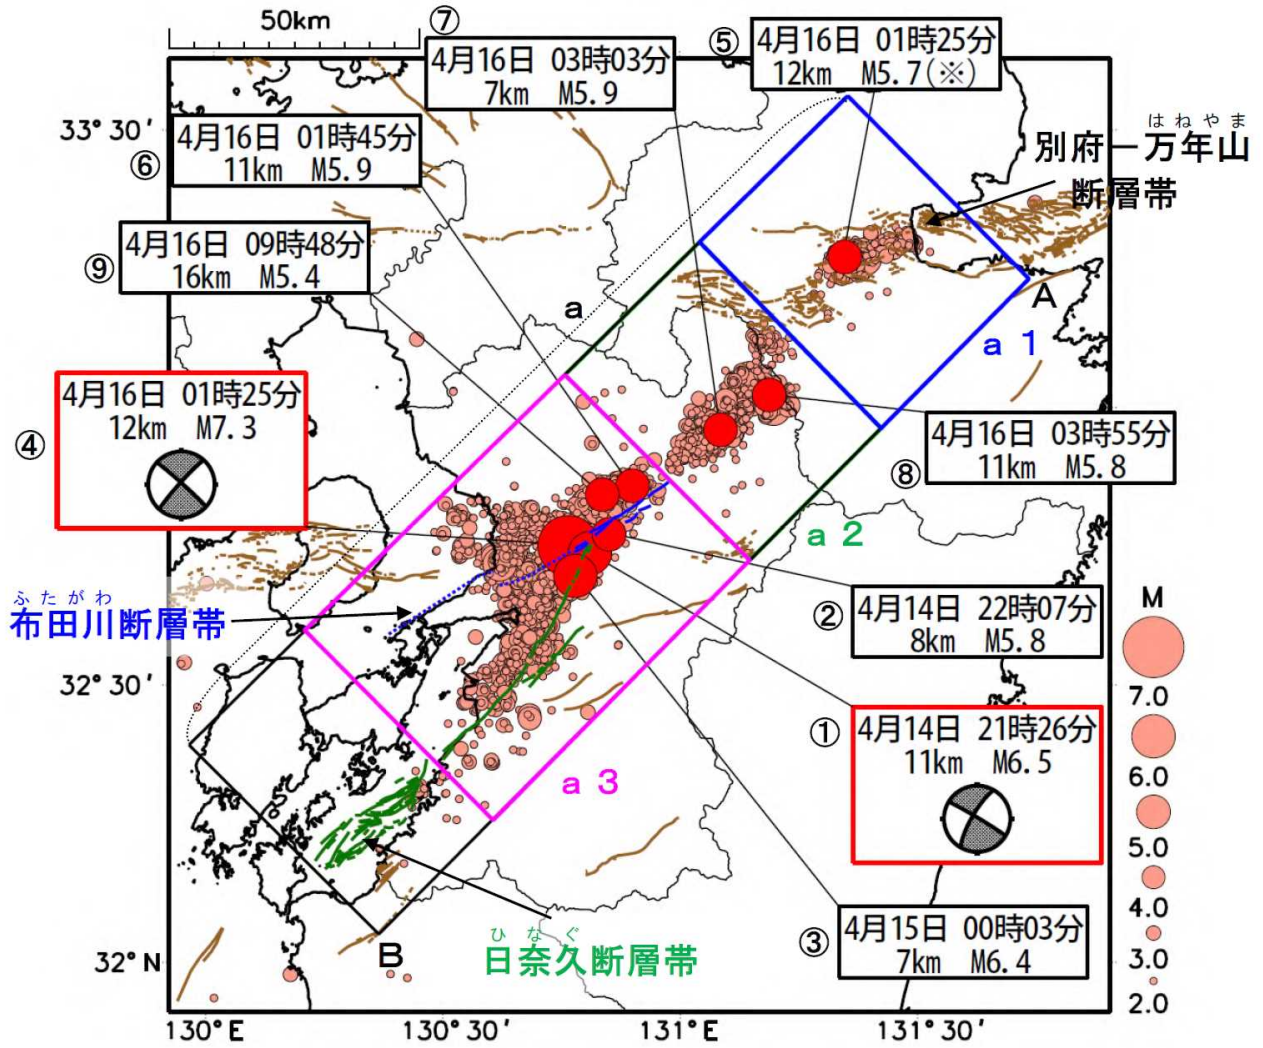 50km
⑦
4月16日 03時03分
7km M5.9
⑤
4月16日 01時25分
12km M5.7(※)
33°30′
⑥
4月16日 01時45分
11km M5.9
はねやま
別府―万年山
断層帯
⑨
4月16日 09時48分
16km M5.4
a
A
a 1
④
4月16日 01時25分
12km M7.3
⑧
4月16日 03時55分
11km M5.8
a 2
ふたがわ
布田川断層帯
②
4月14日 22時07分
8km M5.8
32°30′
①
4月14日 21時26分
11km M6.5
a 3
M
7.0
6.0
5.0
4.0
3.0
2.0
③
4月15日 00時03分
7km M6.4
B
ひなぐ
日奈久断層帯
32°N
130°E
130°30′
131°E
131°30′